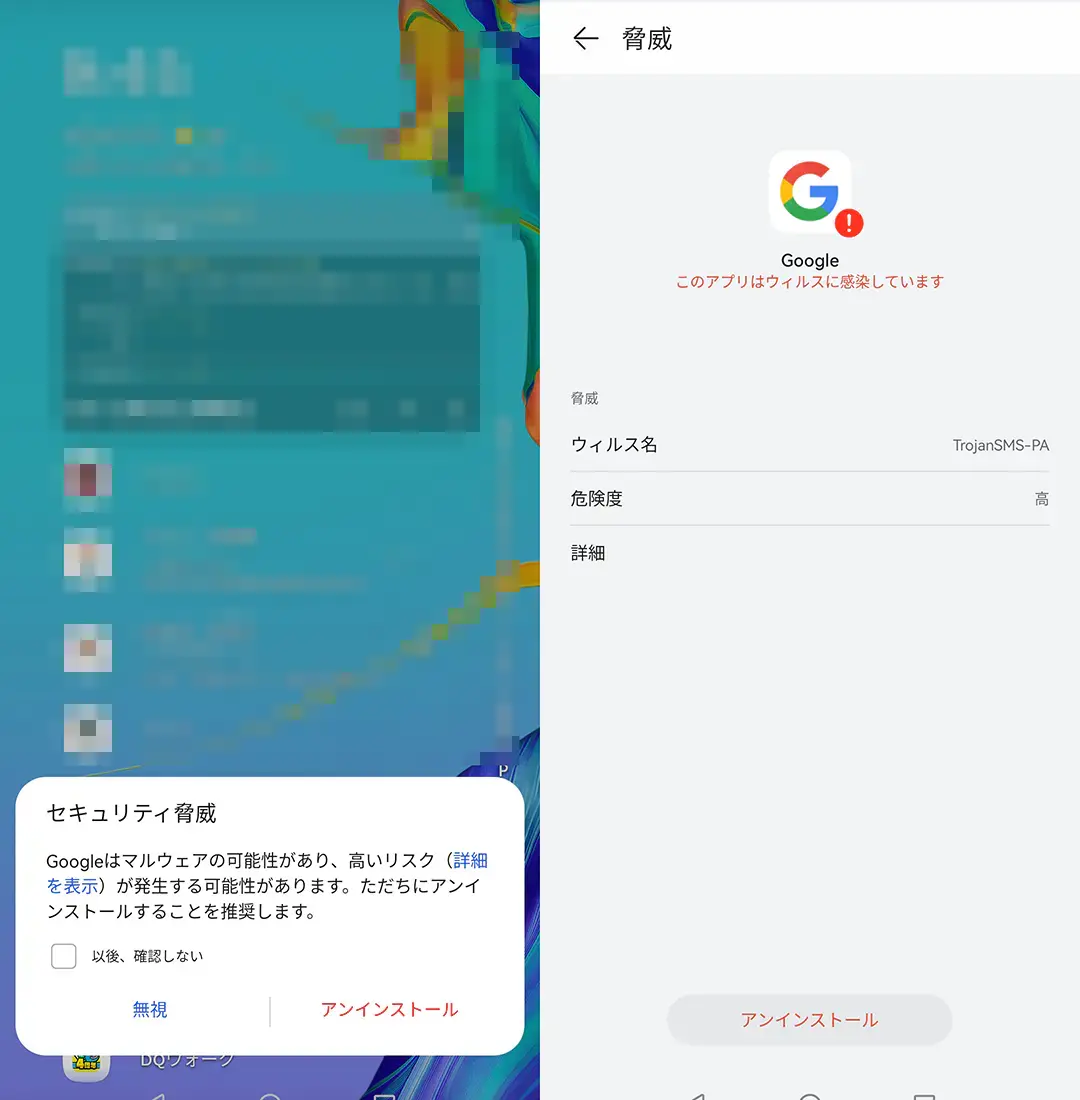 セキュリティ脅威
Googleはマルウェアの可能性があり、高いリスク（詳細
を表示）が発生する可能性があります。ただちにアンイ
ンストールすることを推奨します。
以後、確認しない
無視
アンインストール
P
DQウォーク
脅威
Google
このアプリはウィルスに感染しています
脅威
ウィルス名 TrojanSMS-PA
危険度 高
詳細
アンインストール